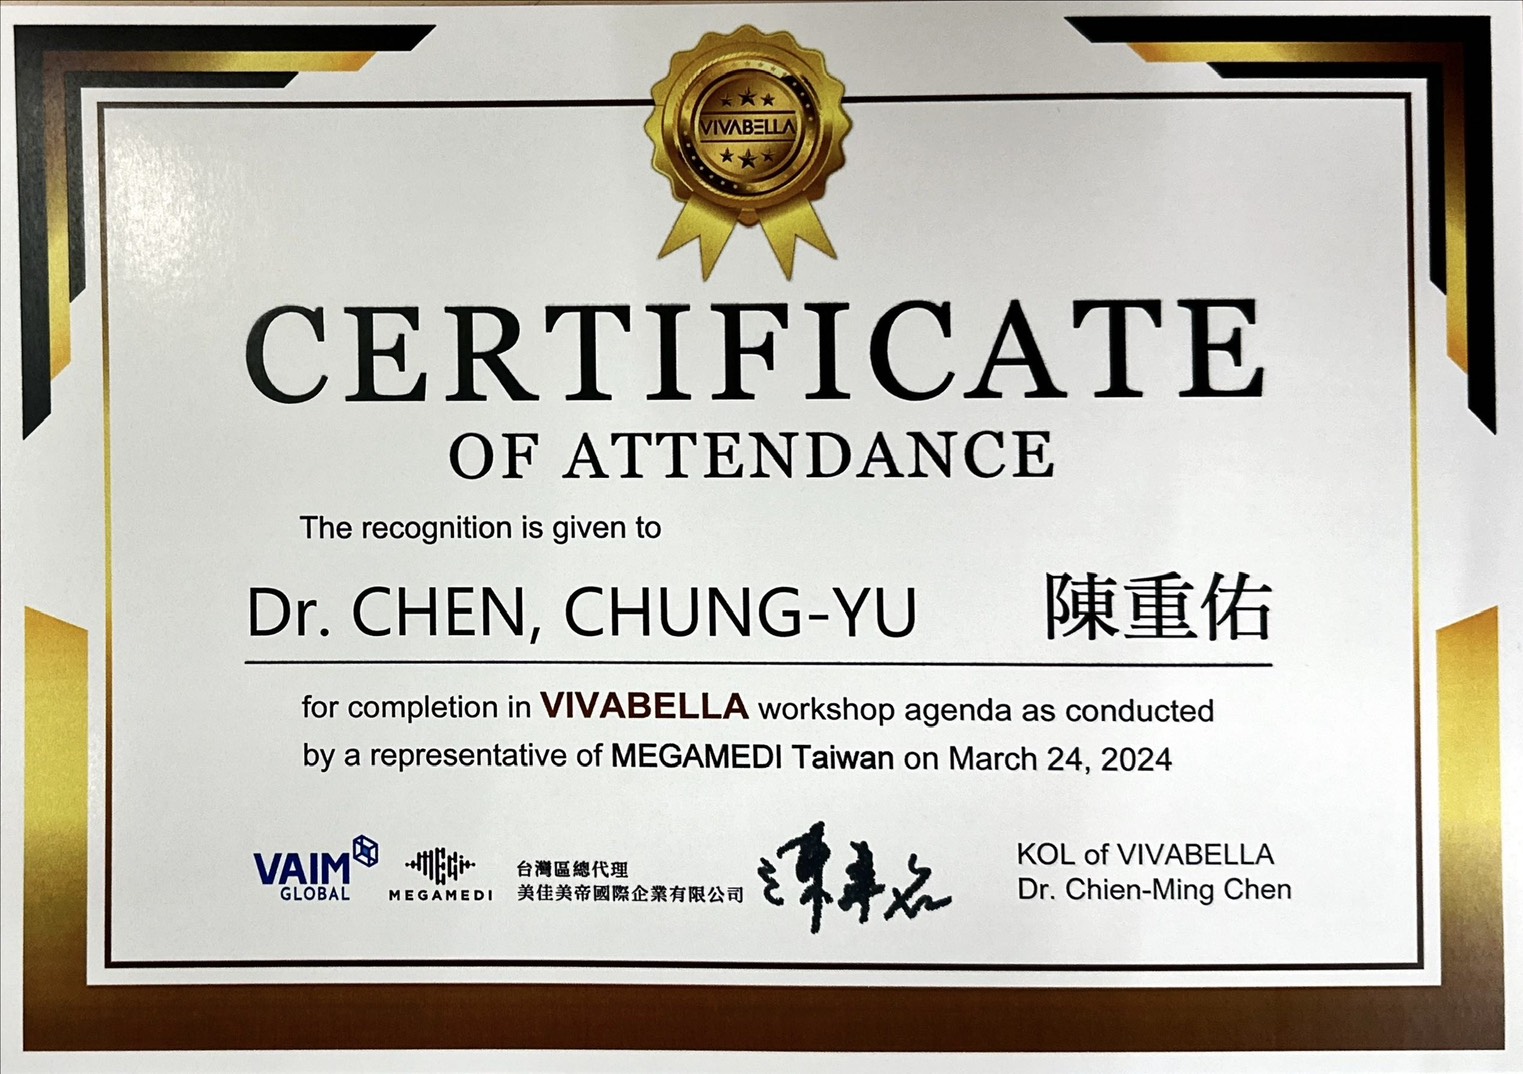 VIVABELLA
CERTIFICATE
OF ATTENDANCE
The recognition is given to
Dr. CHEN, CHUNG-YU 陳重佑
for completion in VIVABELLA workshop agenda as conducted
by a representative of MEGAMEDI Taiwan on March 24, 2024
VAIM
GLOBAL
MEGi
MEGAMEDI
台灣區總代理
美佳美帝國際企業有限公司
KOL of VIVABELLA
Dr. Chien-Ming Chen